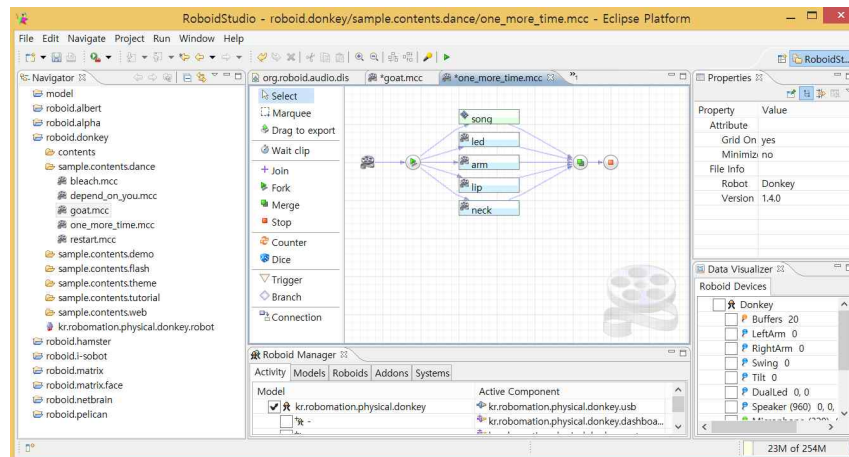 RoboidStudio - roboid.donkey/sample.contents.dance/one_more_time.mcc - Eclipse Platform
File Edit Navigate Project Run Window Help
RoboidSt...
Navigator
model
roboid.albert
roboid.alpha
roboid.donkey
contents
sample.contents.dance
bleach.mcc
depend_on_you.mcc
goat.mcc
one_more_time.mcc
restart.mcc
sample.contents.demo
sample.contents.flash
sample.contents.theme
sample.contents.tutorial
sample.contents.web
kr.robomation.physical.donkey.robot
roboid.hamster
roboid.i-sobot
roboid.matrix
roboid.matrix.face
roboid.netbrain
roboid.pelican
org.roboid.audio.dis *goat.mcc *one_more_time.mcc »1
Select
Marquee
Drag to export
Wait clip
Join
Fork
Merge
Stop
Counter
Dice
Trigger
Branch
Connection
song
led
arm
lip
neck
Roboid Manager
Activity Models Roboids Addons Systems
Model Active Component
kr.robomation.physical.donkey kr.robomation.physical.donkey.usb
- kr.robomation.physical.donkey.dashboa...
Properties
Property Value
Attribute
Grid On yes
Minimiz no
File Info
Robot Donkey
Version 1.4.0
Data Visualizer
Roboid Devices
Donkey
Buffers 20
LeftArm 0
RightArm 0
Swing 0
Tilt 0
DualLed 0, 0
Speaker (960) 0, 0,
23M of 254M